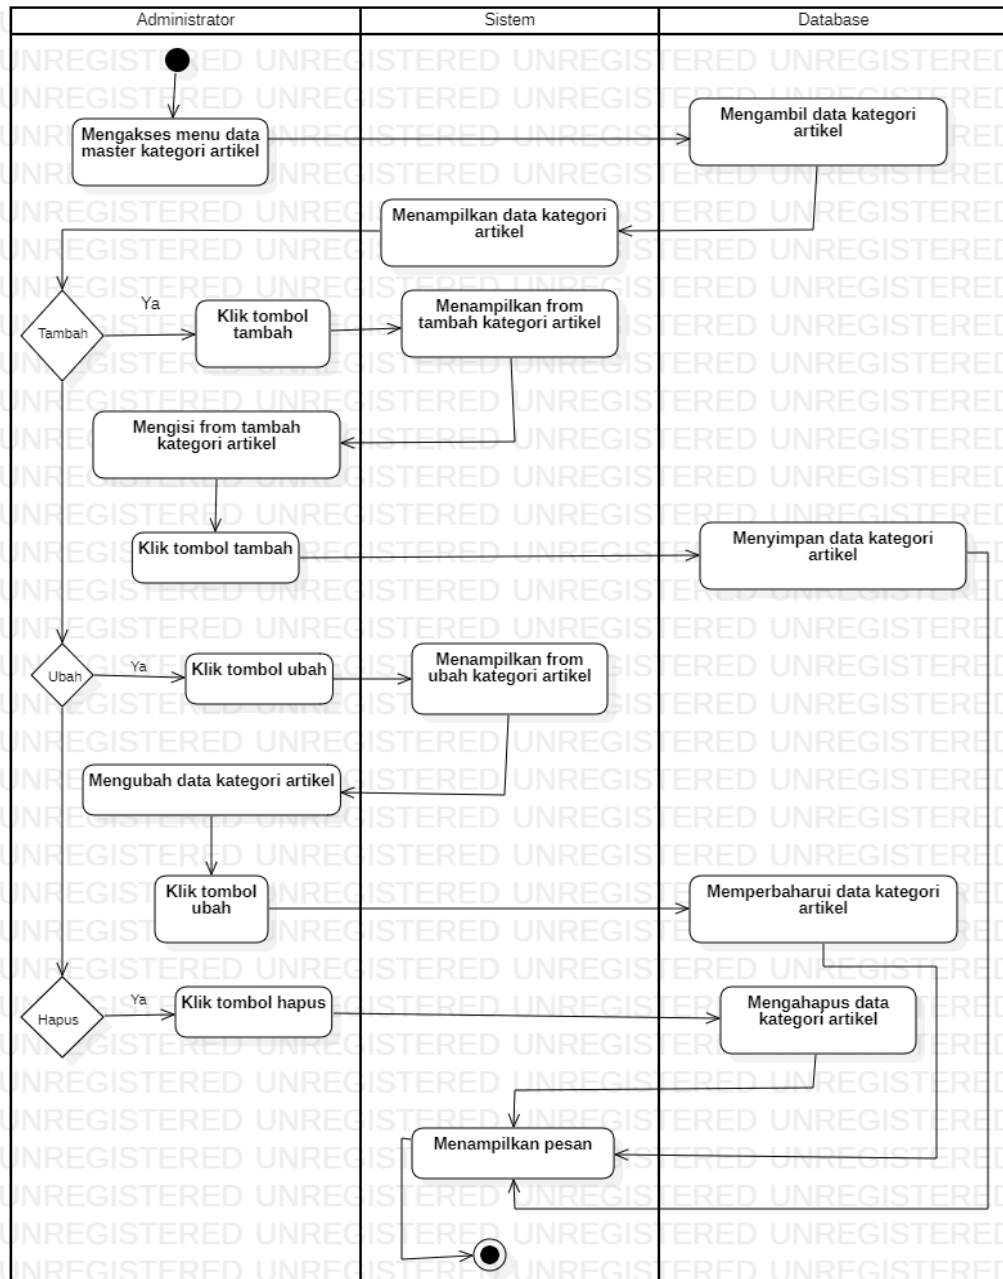 Administrator
Sistem
Database
Mengakses menu data
master kategori artikel
Mengambil data kategori
artikel
Menampilkan data kategori
artikel
Tambah
Ya
Klik tombol
tambah
Menampilkan from
tambah kategori artikel
Mengisi from tambah
kategori artikel
Klik tombol tambah
Menyimpan data kategori
artikel
Ubah
Ya
Klik tombol ubah
Menampilkan from
ubah kategori artikel
Mengubah data kategori artikel
Klik tombol
ubah
Memperbaharui data kategori
artikel
Hapus
Ya
Klik tombol hapus
Mengahapus data
kategori artikel
Menampilkan pesan
UNREGISTERED